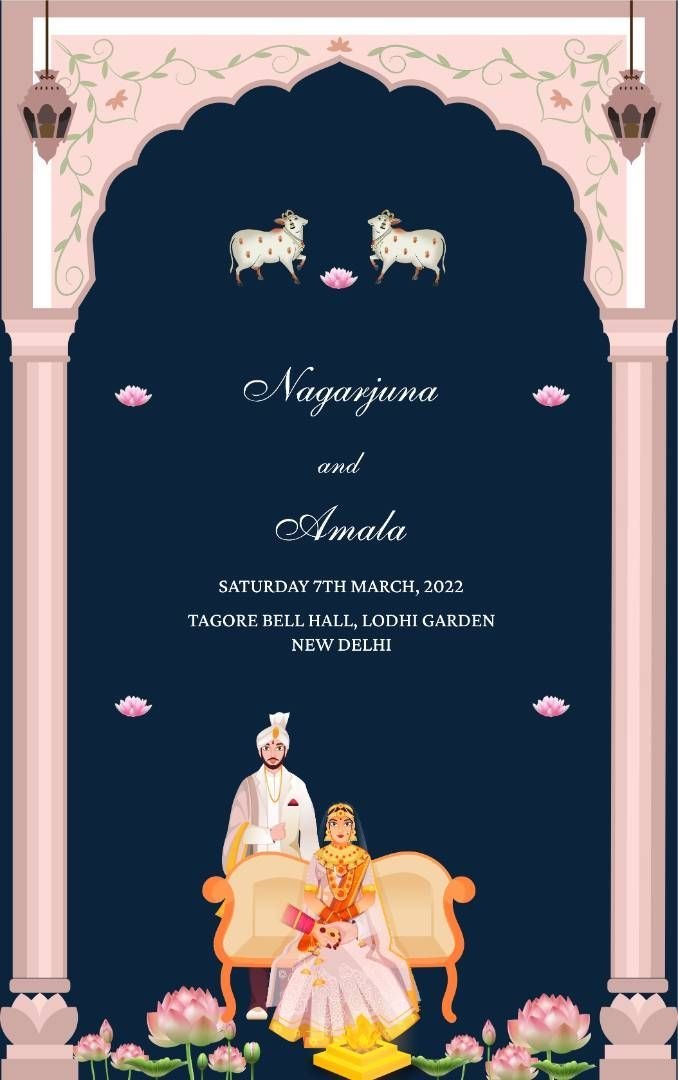 Nagarjuna
and
Amala
SATURDAY 7TH MARCH, 2022
TAGORE BELL HALL, LODHI GARDEN
NEW DELHI